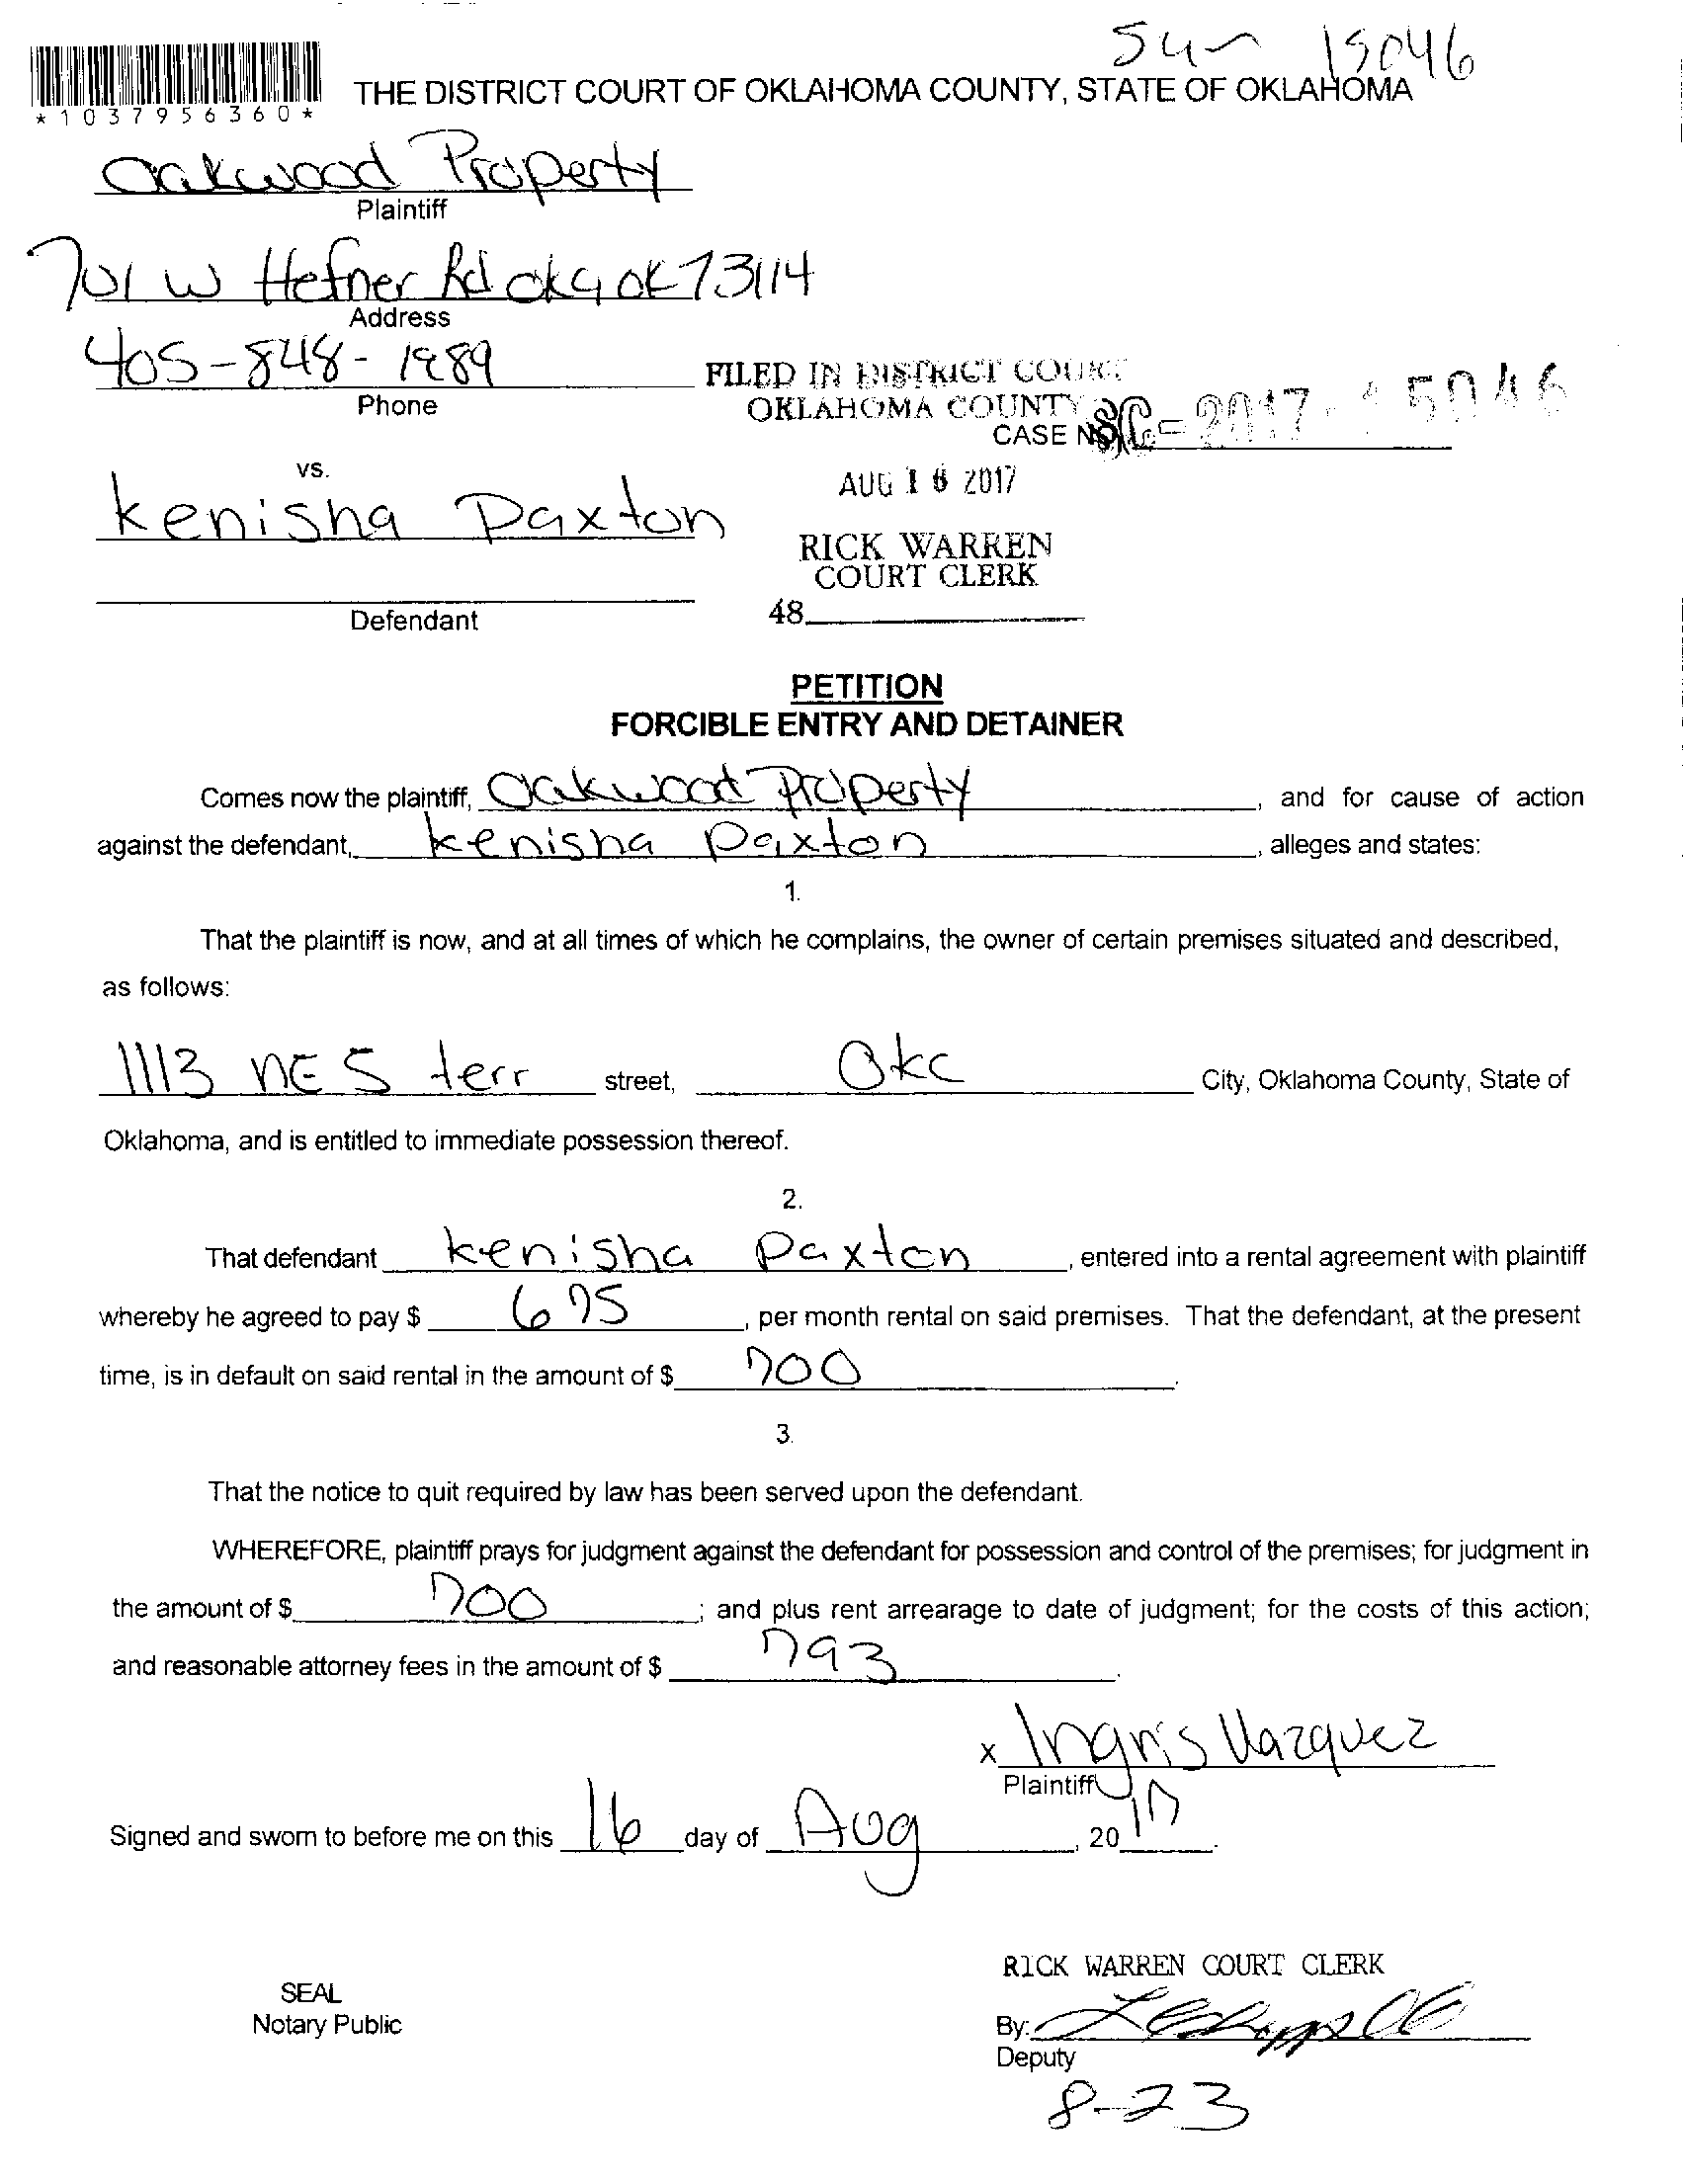 Sun 15046
THE DISTRICT COURT OF OKLAHOMA COUNTY, STATE OF OKLAHOMA
*1037956360*
Oakwood Property
Plaintiff
701 W Hefner Rd okc ok 73114
Address
405-848-1989
Phone
FILED IN DISTRICT COURT
OKLAHOMA COUNTY
CASE NO. SC-2017-15046
vs.
AUG 16 2017
kenisha Paxton
RICK WARREN
COURT CLERK
48
Defendant
PETITION
FORCIBLE ENTRY AND DETAINER
Comes now the plaintiff, Oakwood Property, and for cause of action
against the defendant, kenisha paxton, alleges and states:
1.
That the plaintiff is now, and at all times of which he complains, the owner of certain premises situated and described,
as follows:
1113 NE 5 terr street, Okc City, Oklahoma County, State of
Oklahoma, and is entitled to immediate possession thereof.
2.
That defendant kenisha paxton, entered into a rental agreement with plaintiff
whereby he agreed to pay $ 675, per month rental on said premises. That the defendant, at the present
time, is in default on said rental in the amount of $ 700.
3.
That the notice to quit required by law has been served upon the defendant.
WHEREFORE, plaintiff prays for judgment against the defendant for possession and control of the premises; for judgment in
the amount of $ 700; and plus rent arrearage to date of judgment; for the costs of this action;
and reasonable attorney fees in the amount of $ 793.
x Ingris Vazquez
Plaintiff
Signed and sworn to before me on this 16 day of Aug, 2017.
RICK WARREN COURT CLERK
SEAL
Notary Public
By:
Deputy
8-23